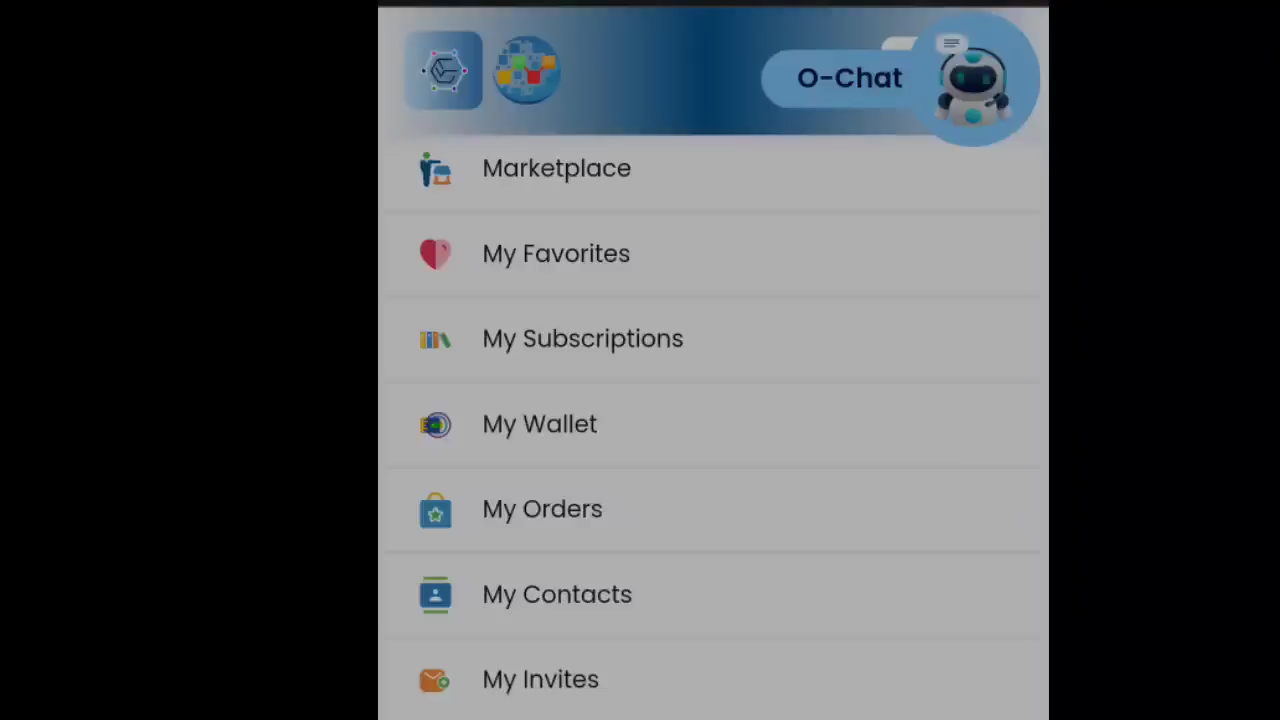 O-Chat
Marketplace
My Favorites
My Subscriptions
My Wallet
My Orders
My Contacts
My Invites